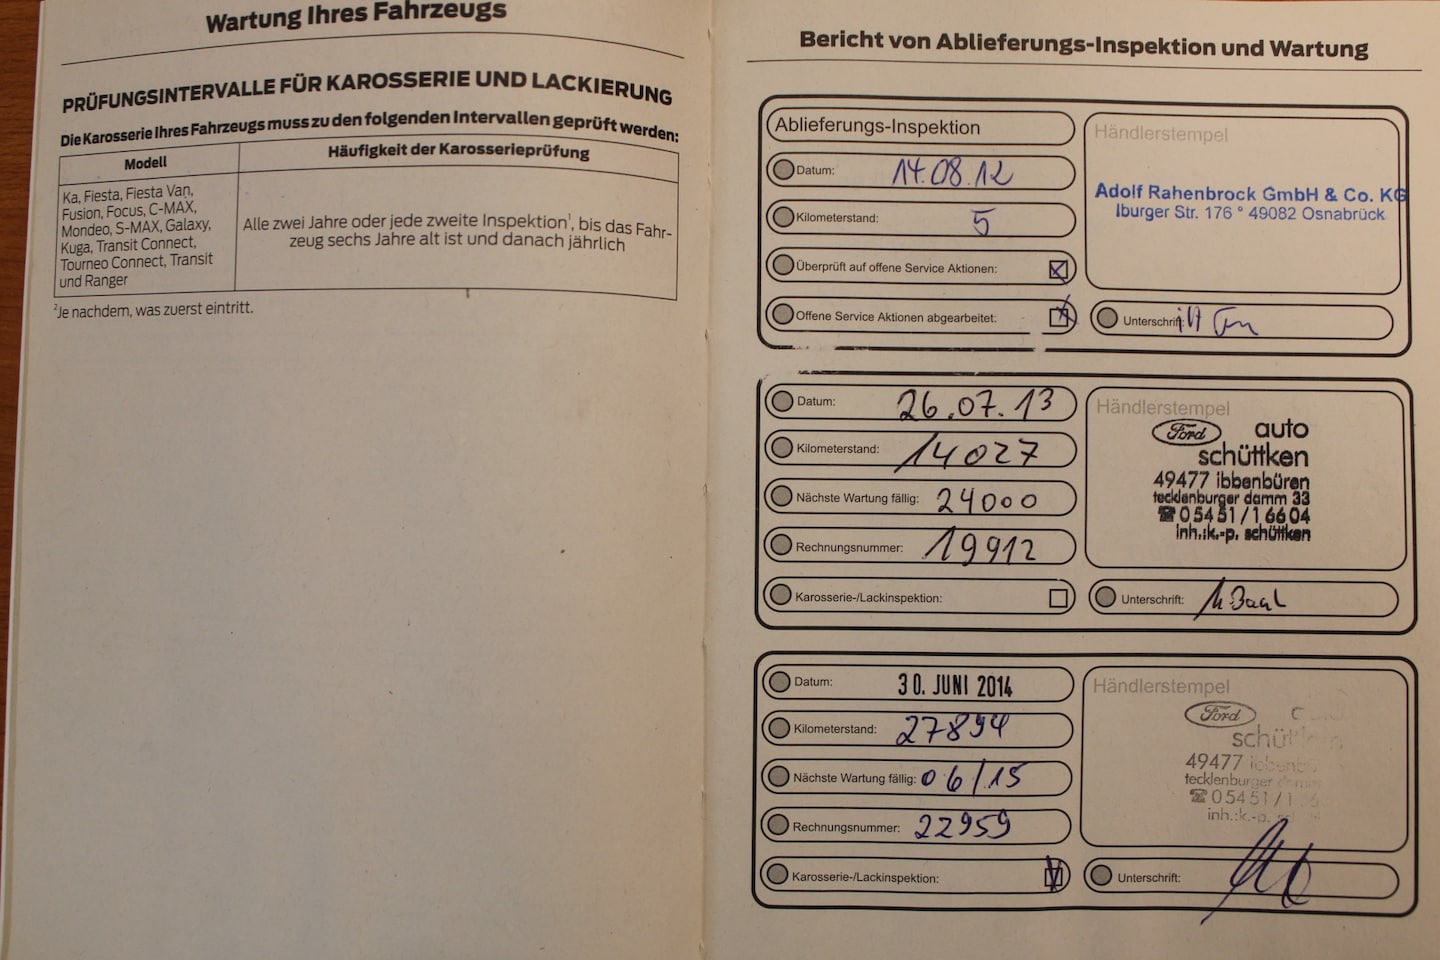 Wartung Ihres Fahrzeugs
PRÜFUNGSINTERVALLE FÜR KAROSSERIE UND LACKIERUNG
Die Karosserie Ihres Fahrzeugs muss zu den folgenden Intervallen geprüft werden:
Modell
Häufigkeit der Karosserieprüfung
Ka, Fiesta, Fiesta Van,
Fusion, Focus, C-MAX,
Mondeo, S-MAX, Galaxy,
Kuga, Transit Connect,
Tourneo Connect, Transit
und Ranger
Alle zwei Jahre oder jede zweite Inspektion¹, bis das Fahr-
zeug sechs Jahre alt ist und danach jährlich
²Je nachdem, was zuerst eintritt.
Bericht von Ablieferungs-Inspektion und Wartung
Ablieferungs-Inspektion
Datum: 14.08.12
Kilometerstand: 5
Überprüft auf offene Service Aktionen:
Offene Service Aktionen abgearbeitet:
Händlerstempel
Adolf Rahenbrock GmbH & Co. KG
Iburger Str. 176 ° 49082 Osnabrück
Unterschrift:
Datum: 26.07.13
Kilometerstand: 14027
Nächste Wartung fällig: 24000
Rechnungsnummer: 19912
Karosserie-/Lackinspektion:
Händlerstempel
Ford auto
schüttken
49477 ibbenbüren
tecklenburger damm 33
☎ 05451/16604
inh.:k.-p. schüttken
Unterschrift:
Datum: 30. JUNI 2014
Kilometerstand: 27894
Nächste Wartung fällig: 06/15
Rechnungsnummer: 22959
Karosserie-/Lackinspektion:
Händlerstempel
Ford
schüttken
49477 ibbenbü
tecklenburger damm
☎ 05451/1
inh.:k.-p.
Unterschrift: